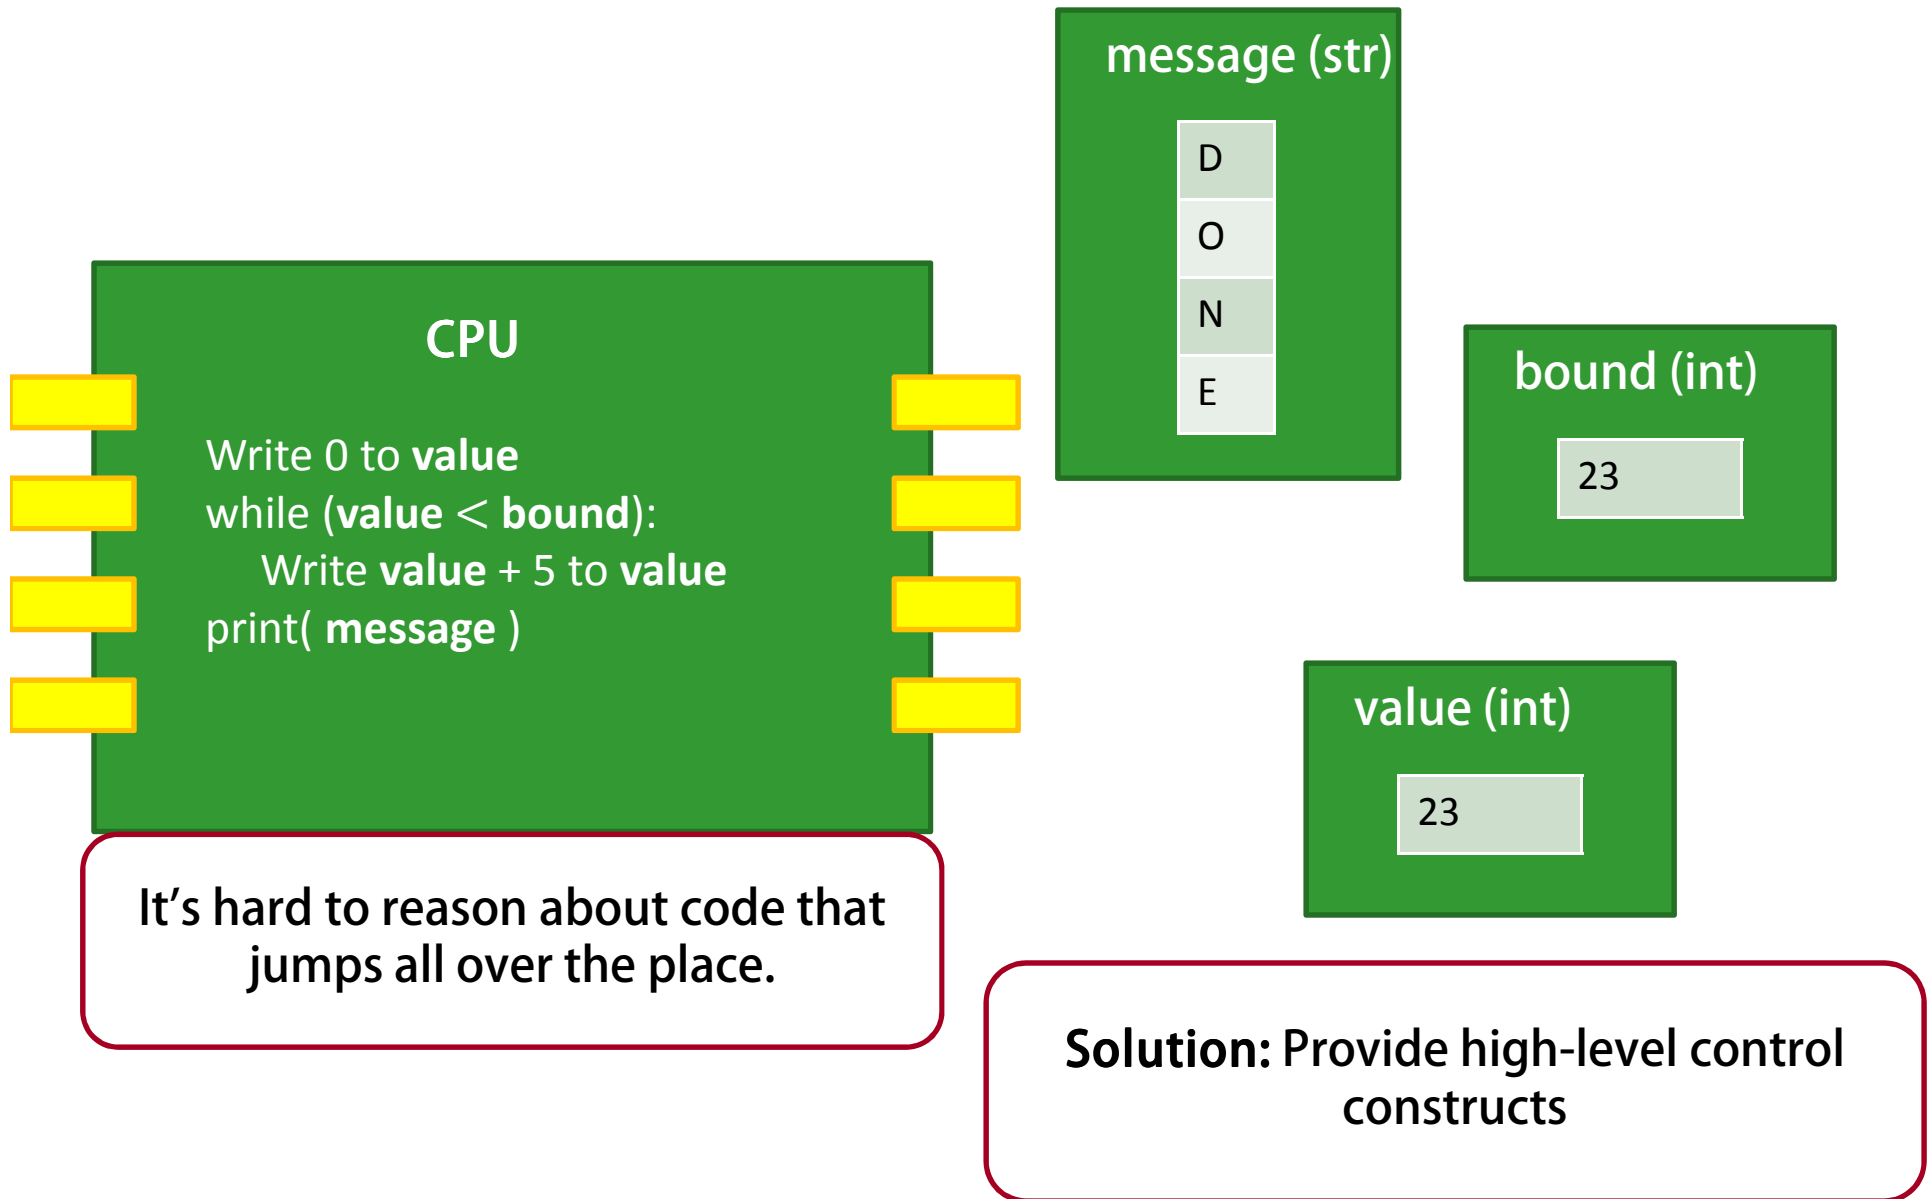 CPU
Write 0 to value
while (value < bound):
Write value + 5 to value
print( message )
It’s hard to reason about code that
jumps all over the place.
message (str)
D
O
N
E
bound (int)
23
value (int)
23
Solution: Provide high-level control
constructs